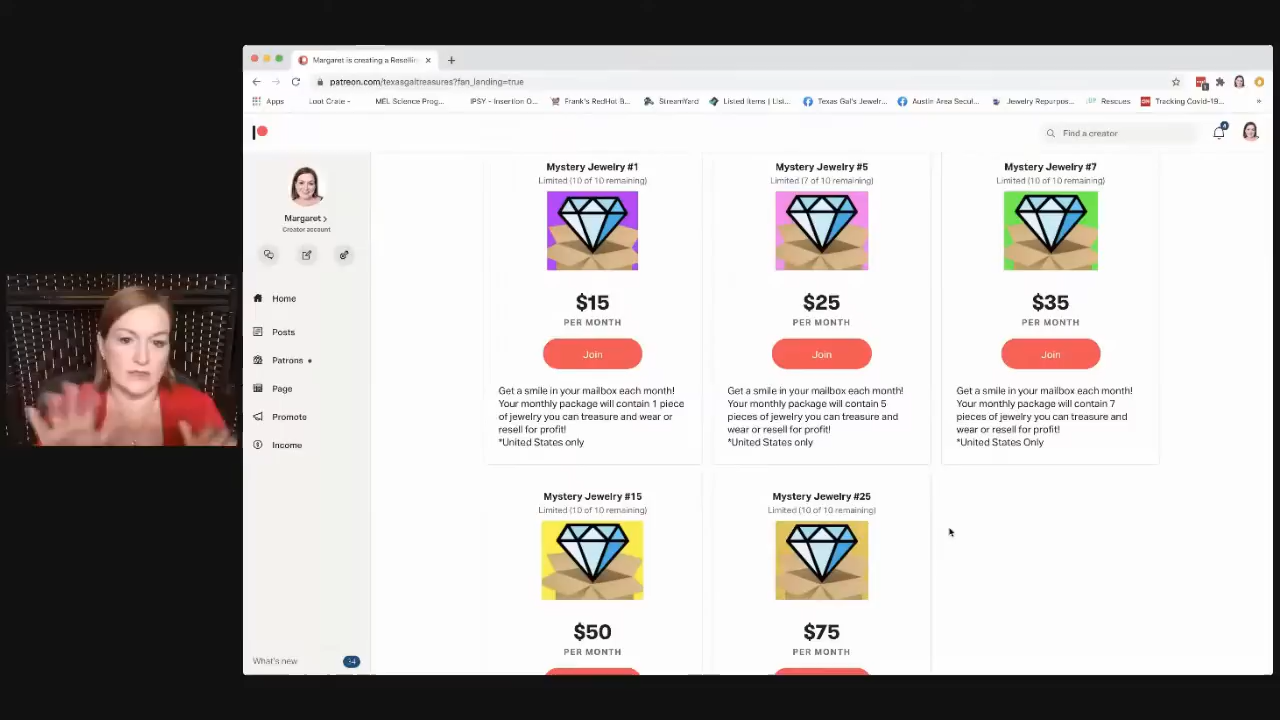 Margaret is creating a Resellin
patreon.com/texasgaltreasures?fan_landing=true
Apps
Loot Crate -
MEL Science Prog...
IPSY - Insertion O...
Frank's RedHot B...
StreamYard
Listed Items | Listi...
Texas Gal's Jewelr...
Austin Area Secul...
Jewelry Repurpos...
Rescues
Tracking Covid-19...
Find a creator
4
Margaret
Creator account
Home
Posts
Patrons
Page
Promote
Income
What's new
34
Mystery Jewelry #1
Limited (10 of 10 remaining)
$15
PER MONTH
Join
Get a smile in your mailbox each month!
Your monthly package will contain 1 piece
of jewelry you can treasure and wear or
resell for profit!
*United States only
Mystery Jewelry #5
Limited (7 of 10 remaining)
$25
PER MONTH
Join
Get a smile in your mailbox each month!
Your monthly package will contain 5
pieces of jewelry you can treasure and
wear or resell for profit!
*United States only
Mystery Jewelry #7
Limited (10 of 10 remaining)
$35
PER MONTH
Join
Get a smile in your mailbox each month!
Your monthly package will contain 7
pieces of jewelry you can treasure and
wear or resell for profit!
*United States Only
Mystery Jewelry #15
Limited (10 of 10 remaining)
$50
PER MONTH
Mystery Jewelry #25
Limited (10 of 10 remaining)
$75
PER MONTH